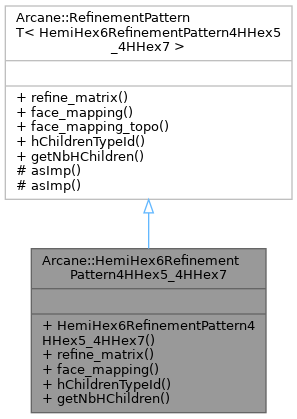 Arcane::RefinementPattern
T< HemiHex6RefinementPattern4HHex5
_4HHex7 >
+ refine_matrix()
+ face_mapping()
+ face_mapping_topo()
+ hChildrenTypeId()
+ getNbHChildren()
# asImp()
# asImp()
Arcane::HemiHex6Refinement
Pattern4HHex5_4HHex7
+ HemiHex6RefinementPattern4
HHex5_4HHex7()
+ refine_matrix()
+ face_mapping()
+ hChildrenTypeId()
+ getNbHChildren()